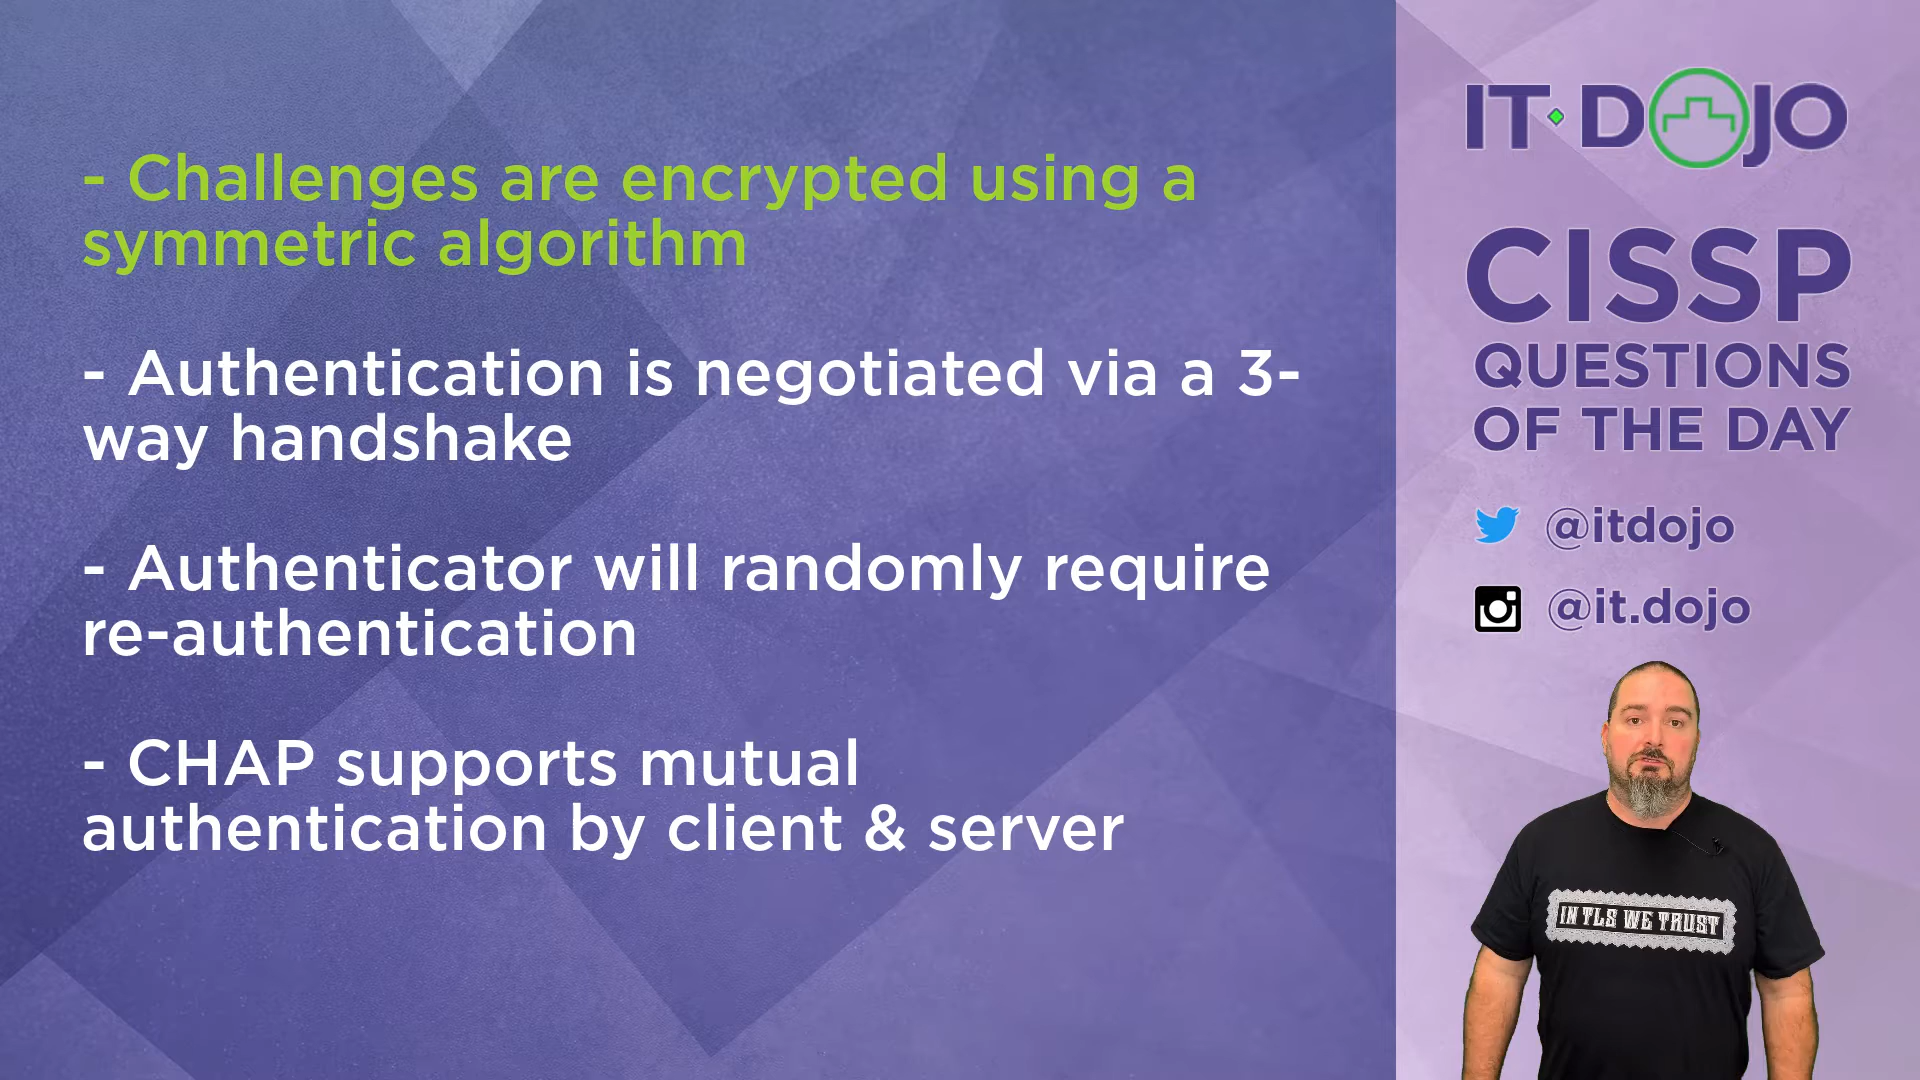 - Challenges are encrypted using a
symmetric algorithm
- Authentication is negotiated via a 3-
way handshake
- Authenticator will randomly require
re-authentication
- CHAP supports mutual
authentication by client & server
IT DOJO
CISSP
QUESTIONS
OF THE DAY
@itdojo
@it.dojo
IN TLS WE TRUST